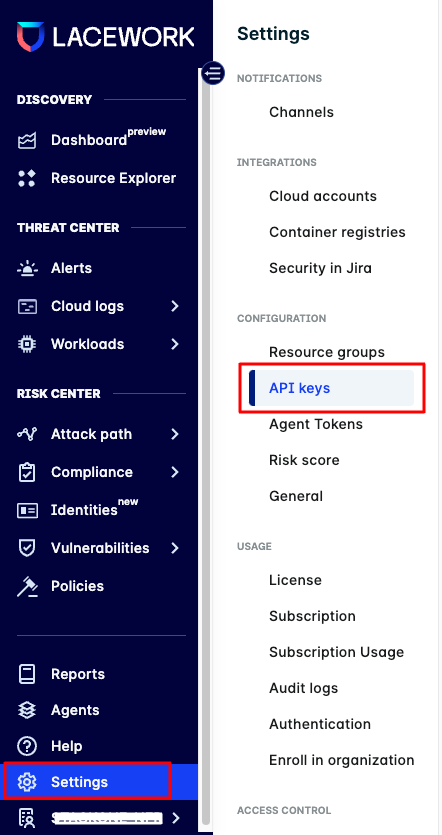 LACEWORK
DISCOVERY
Dashboard preview
Resource Explorer
THREAT CENTER
Alerts
Cloud logs
Workloads
RISK CENTER
Attack path
Compliance
Identities new
Vulnerabilities
Policies
Reports
Agents
Help
Settings
Settings
NOTIFICATIONS
Channels
INTEGRATIONS
Cloud accounts
Container registries
Security in Jira
CONFIGURATION
Resource groups
API keys
Agent Tokens
Risk score
General
USAGE
License
Subscription
Subscription Usage
Audit logs
Authentication
Enroll in organization
ACCESS CONTROL